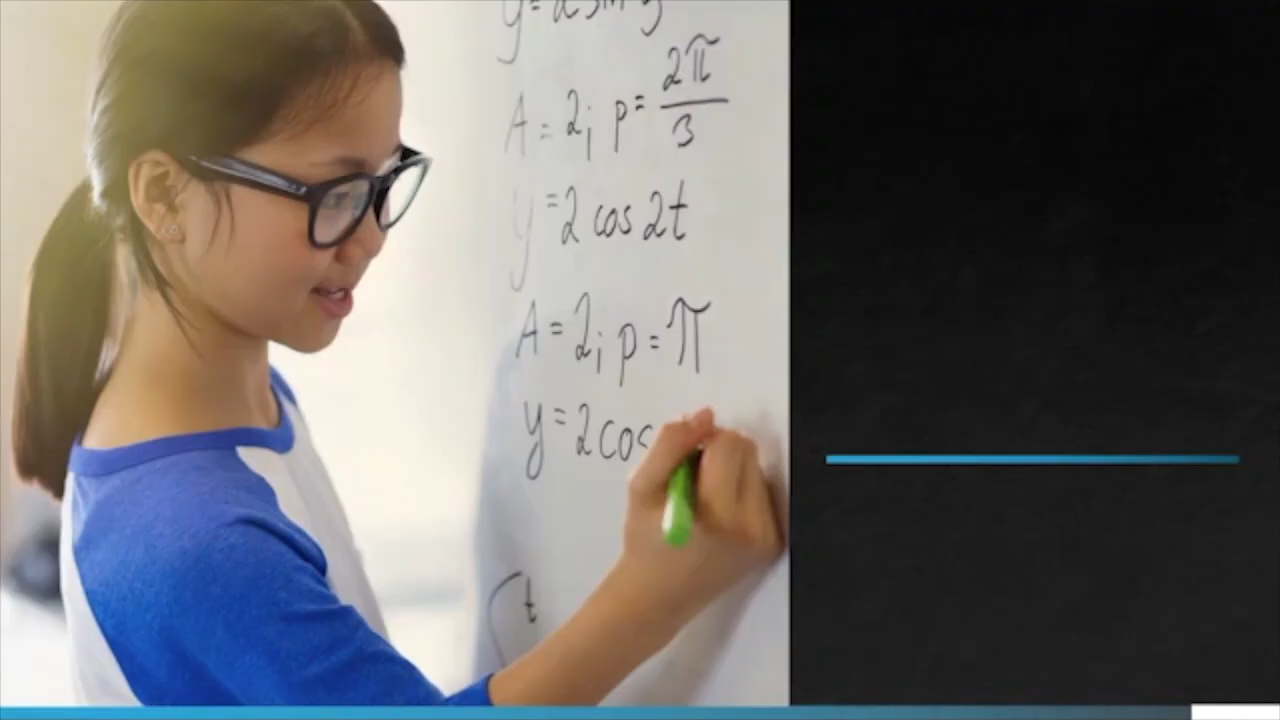 A = 2; p = 2π/3
y = 2 cos 2t
A = 2; p = π
y = 2 cos
t